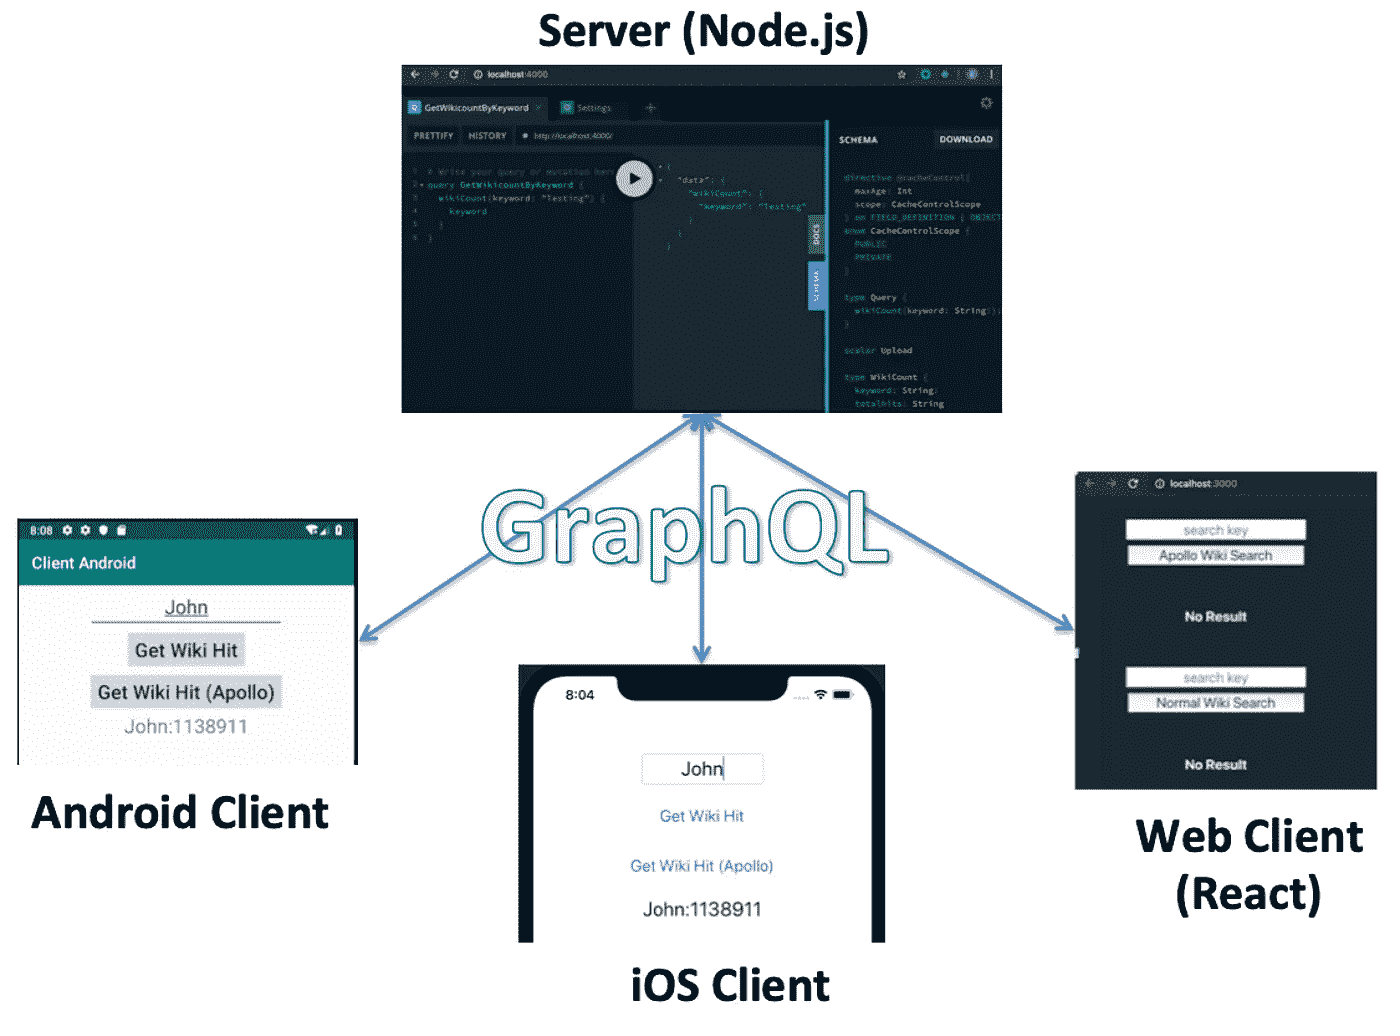 Server (Node.js)
localhost:4000
GetWikicountByKeyword
Settings
PRETTIFY HISTORY http://localhost:4000/
SCHEMA DOWNLOAD
1 # Write your query or mutation here
2 query GetWikicountByKeyword {
3 wikiCount(keyword: "Testing") {
4 keyword
5 }
6 }
{
"data": {
"wikiCount": {
"keyword": "Testing"
}
}
}
DOCS
directive @cacheControl(
maxAge: Int
scope: CacheControlScope
) on FIELD_DEFINITION | OBJECT
enum CacheControlScope {
PUBLIC
PRIVATE
}
type Query {
wikiCount(keyword: String!):
}
scalar Upload
type WikiCount {
keyword: String!
totalhits: String
GraphQL
8:08
Client Android
John
Get Wiki Hit
Get Wiki Hit (Apollo)
John:1138911
Android Client
8:04
John
Get Wiki Hit
Get Wiki Hit (Apollo)
John:1138911
iOS Client
localhost:3000
search key
Apollo Wiki Search
No Result
search key
Normal Wiki Search
No Result
Web Client
(React)